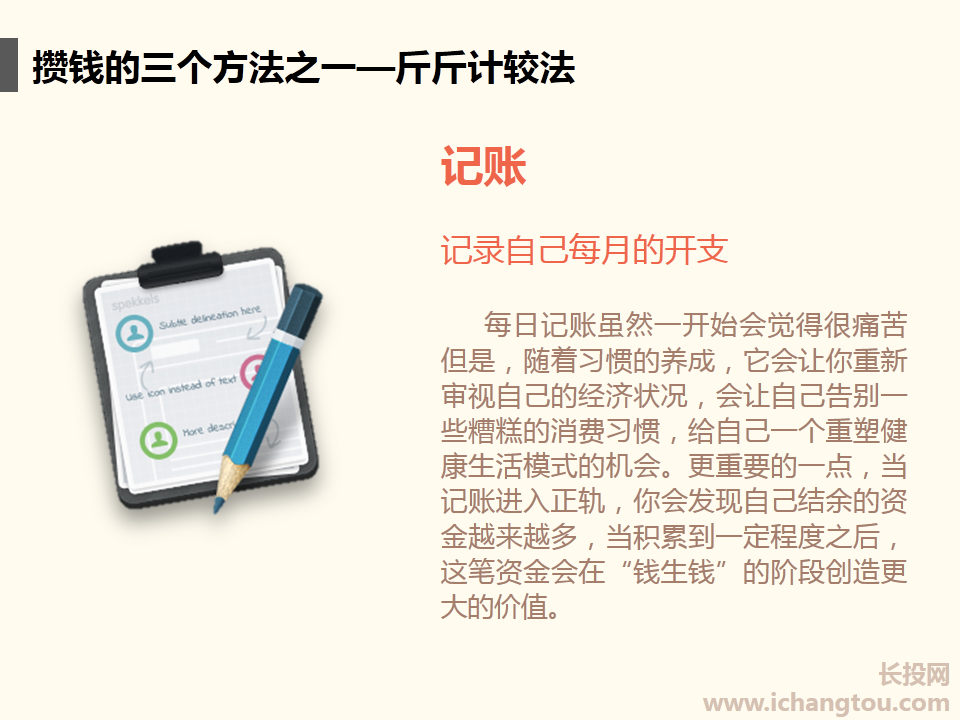 攒钱的三个方法之一—斤斤计较法
记账
记录自己每月的开支
spekkels
Subtle delineation here
Use icon instead of text
More descri
每日记账虽然一开始会觉得很痛苦
但是，随着习惯的养成，它会让你重新
审视自己的经济状况，会让自己告别一
些糟糕的消费习惯，给自己一个重塑健
康生活模式的机会。更重要的一点，当
记账进入正轨，你会发现自己结余的资
金越来越多，当积累到一定程度之后，
这笔资金会在“钱生钱”的阶段创造更
大的价值。
长投网
www.ichangtou.com